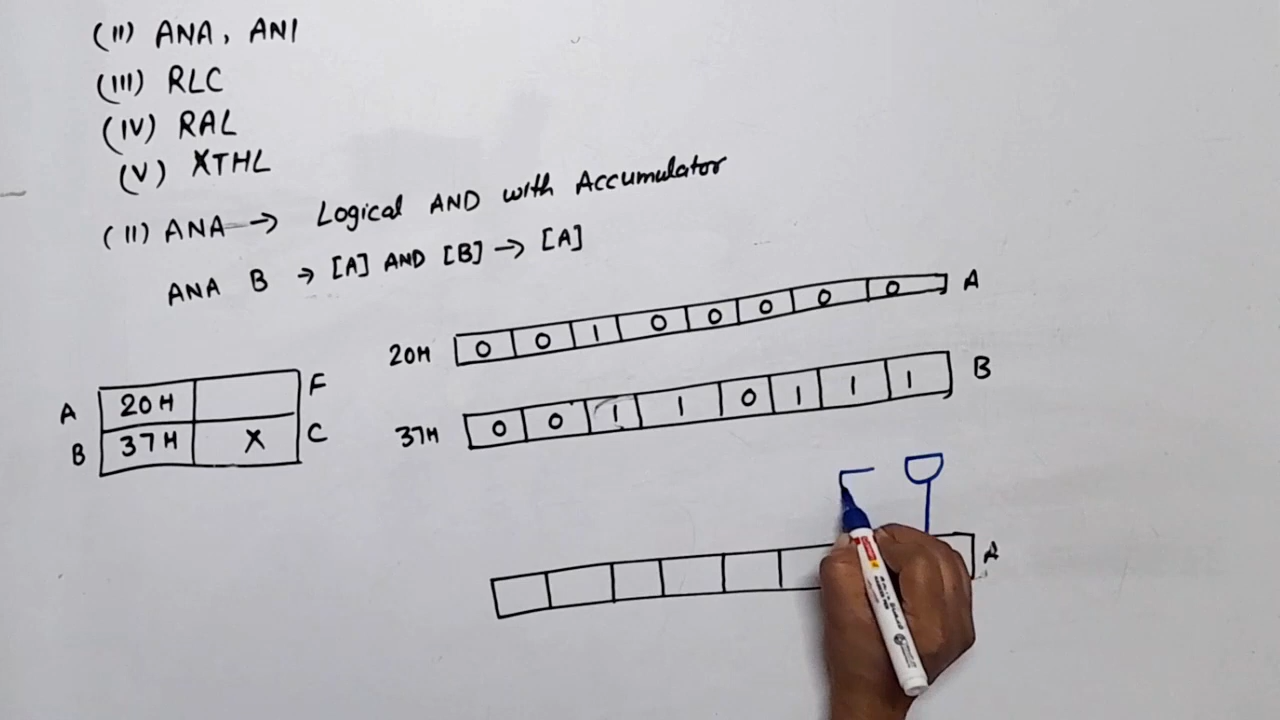 (II) ANA, ANI
(III) RLC
(IV) RAL
(V) XTHL
(II) ANA → Logical AND with Accumulator
ANA B → [A] AND [B] → [A]
20H 0 0 1 0 0 0 0 0 A
A 20H F
B 37H X C
37H 0 0 1 1 0 1 1 1 B
A